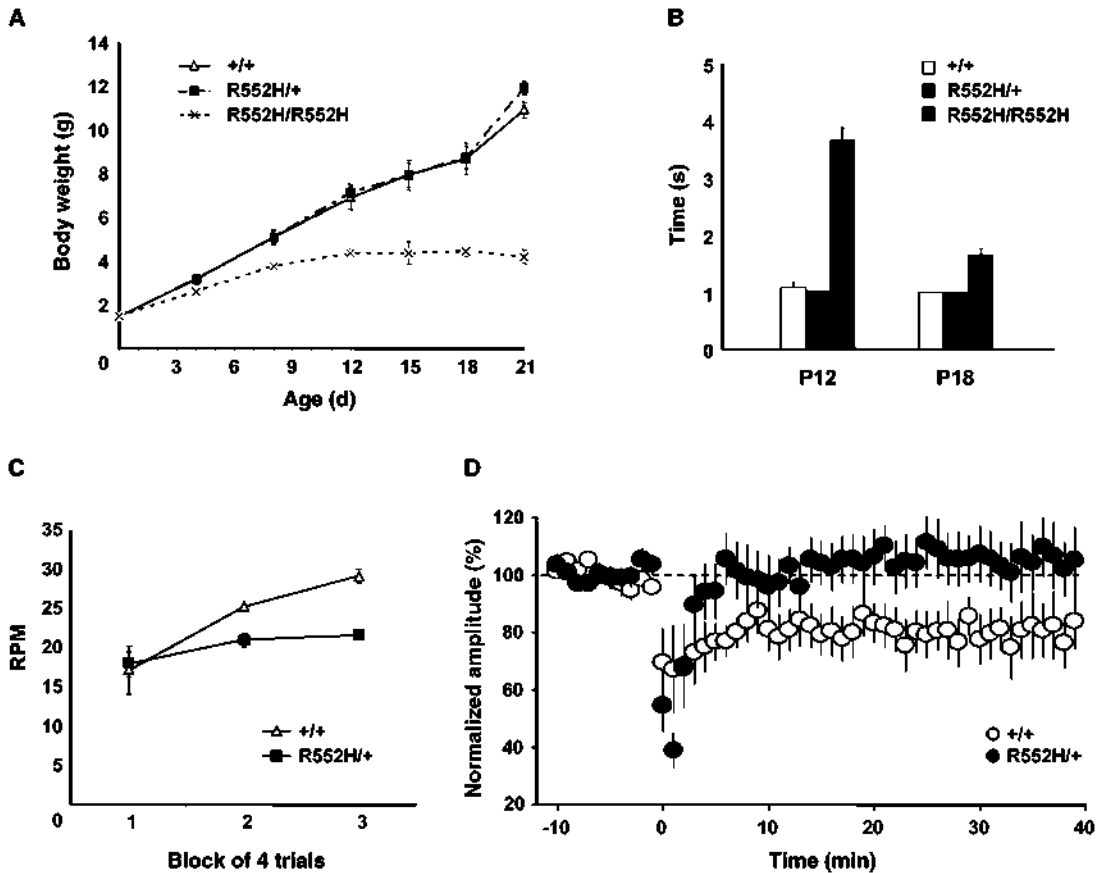 A
Body weight (g)
14
12
10
8
6
4
2
0
3
6
9
12
15
18
21
Age (d)
+/+
R552H/+
R552H/R552H
B
Time (s)
5
4
3
2
1
0
P12
P18
+/+
R552H/+
R552H/R552H
C
RPM
35
30
25
20
15
10
5
0
1
2
3
Block of 4 trials
+/+
R552H/+
D
Normalized amplitude (%)
120
100
80
60
40
20
-10
0
10
20
30
40
Time (min)
+/+
R552H/+